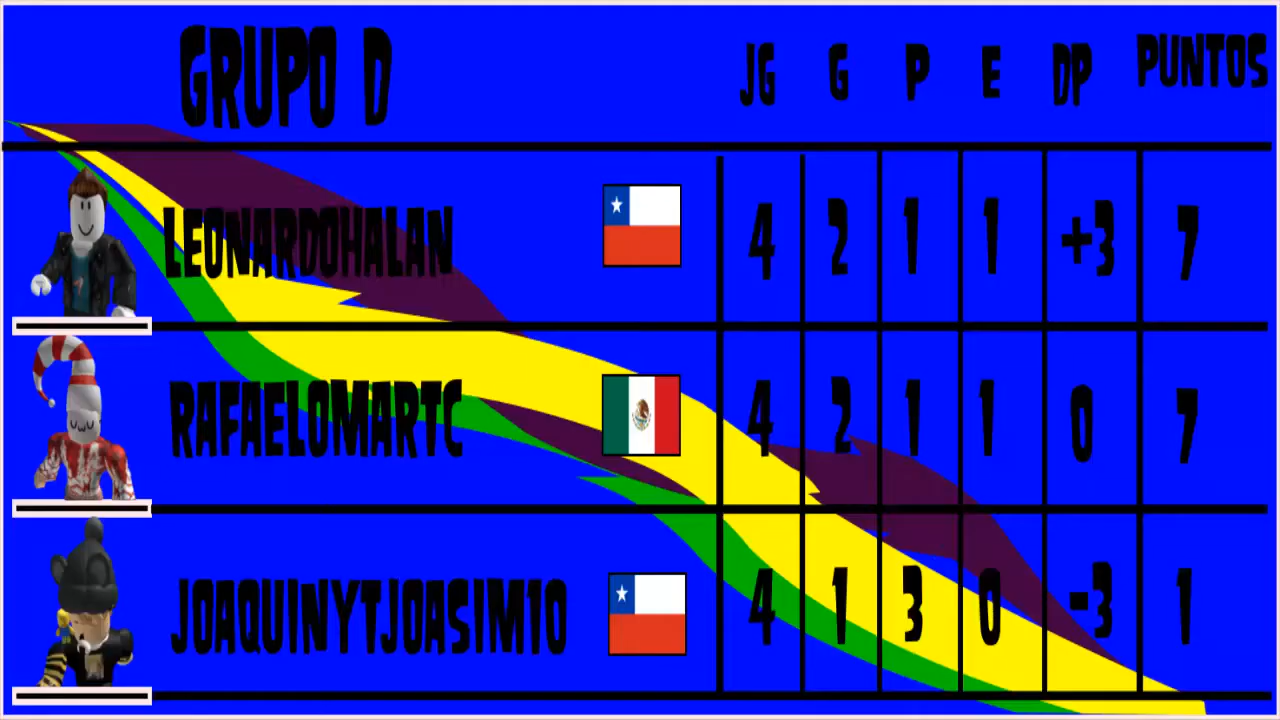 GRUPO D JG G P E DP PUNTOS
LEONARDOHALAN 4 2 1 1 +3 7
RAFAELOMARTC 4 2 1 1 0 7
JOAQUINYTJOASIM10 4 1 3 0 -3 1